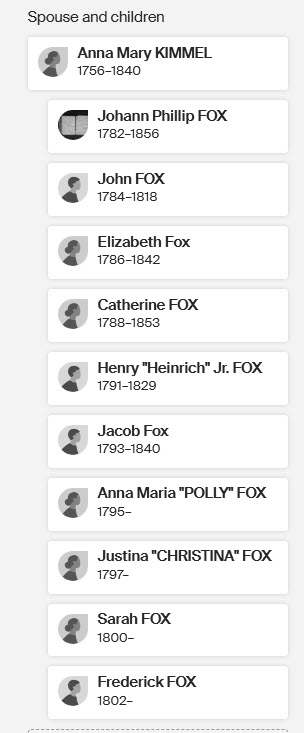 Spouse and children
Anna Mary KIMMEL
1756–1840
Johann Phillip FOX
1782–1856
John FOX
1784–1818
Elizabeth Fox
1786–1842
Catherine FOX
1788–1853
Henry "Heinrich" Jr. FOX
1791–1829
Jacob Fox
1793–1840
Anna Maria "POLLY" FOX
1795–
Justina "CHRISTINA" FOX
1797–
Sarah FOX
1800–
Frederick FOX
1802–